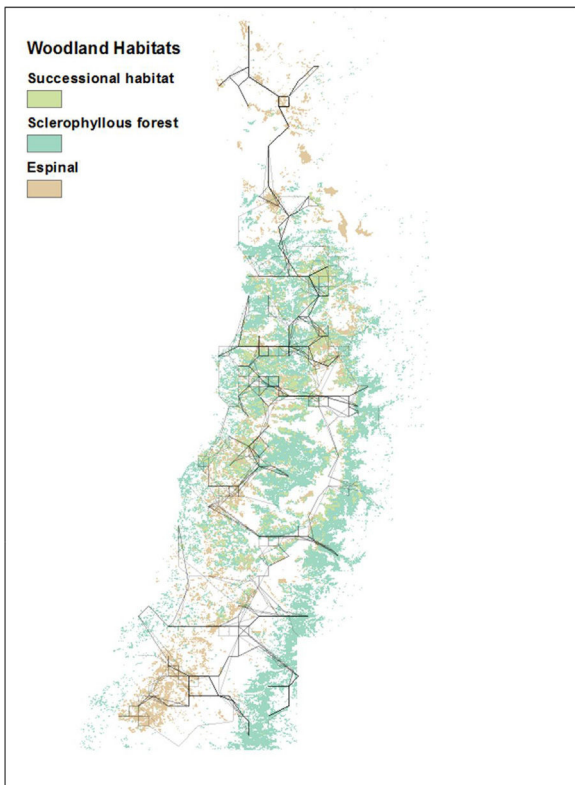 Woodland Habitats
Successional habitat
Sclerophyllous forest
Espinal